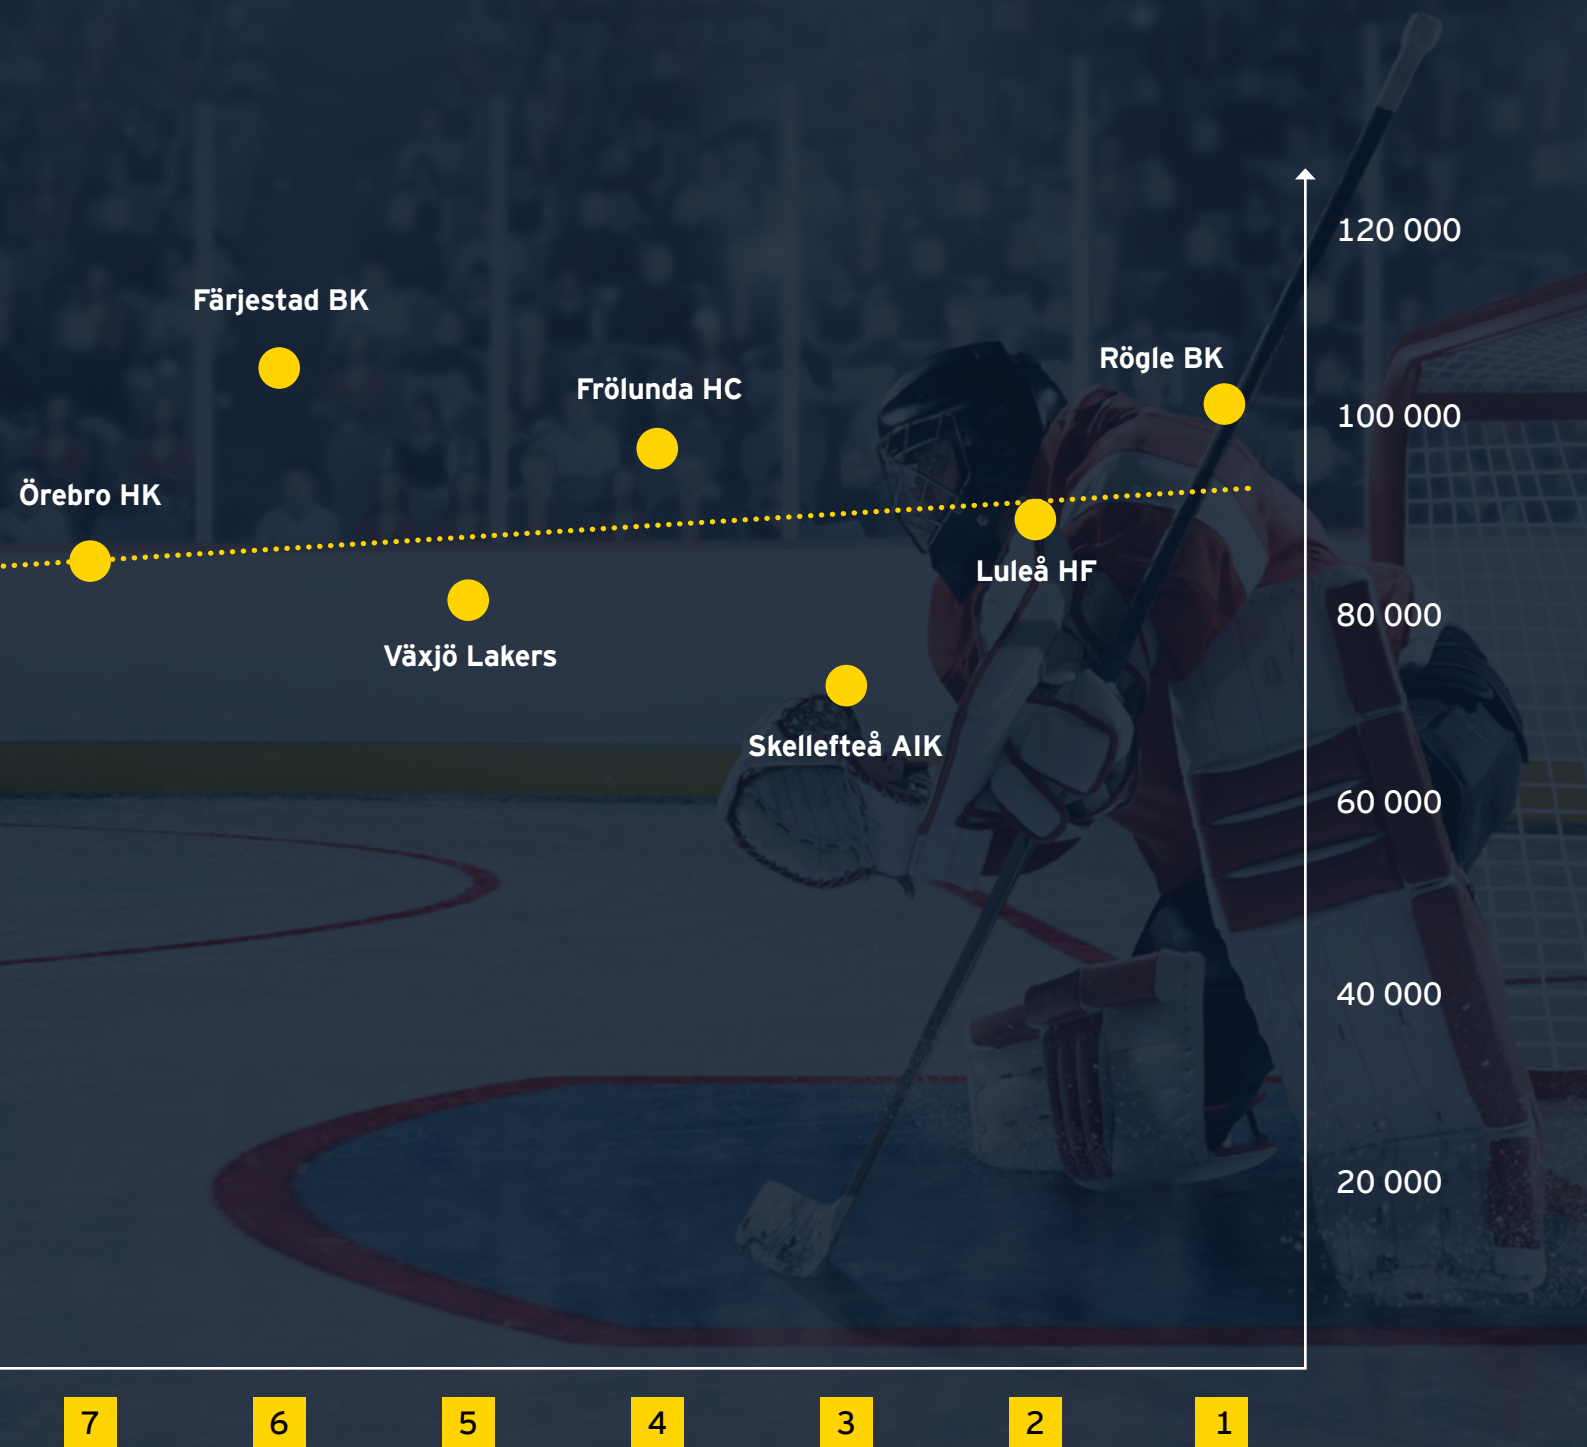 120 000
Färjestad BK
Rögle BK
Frölunda HC
100 000
Örebro HK
Luleå HF
80 000
Växjö Lakers
Skellefteå AIK
60 000
40 000
20 000
7 6 5 4 3 2 1